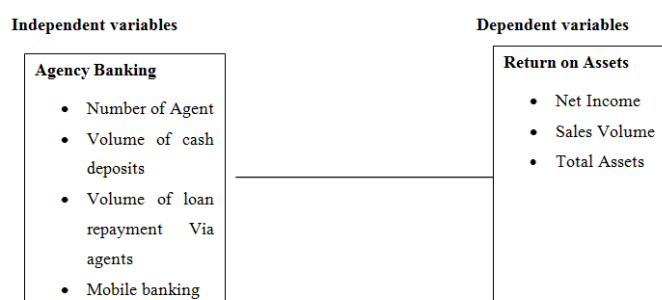 Independent variables
Dependent variables
Agency Banking
• Number of Agent
• Volume of cash
deposits
• Volume of loan
repayment Via
agents
• Mobile banking
Return on Assets
• Net Income
• Sales Volume
• Total Assets